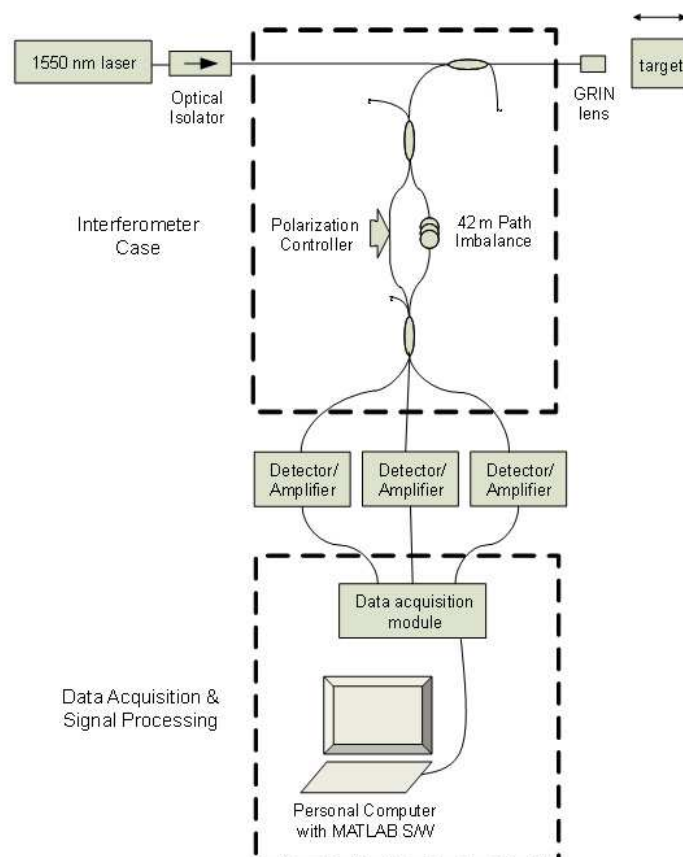 1550 nm laser
Optical
Isolator
GRIN
lens
target
Interferometer
Case
Polarization
Controller
42 m Path
Imbalance
Detector/
Amplifier
Detector/
Amplifier
Detector/
Amplifier
Data acquisition
module
Data Acquisition &
Signal Processing
Personal Computer
with MATLAB S/W